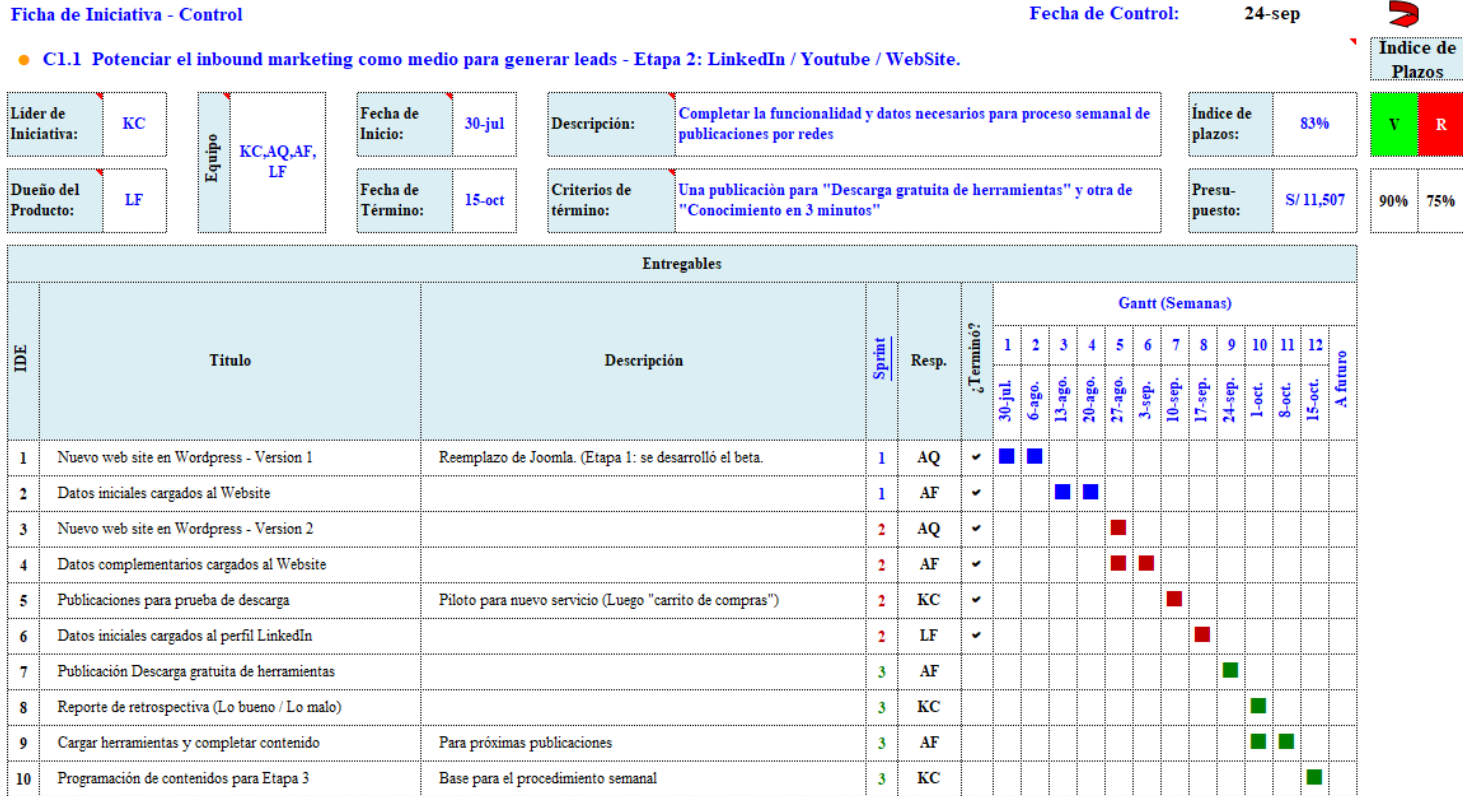 Ficha de Iniciativa - Control
Fecha de Control: 24-sep
C1.1 Potenciar el inbound marketing como medio para generar leads - Etapa 2: LinkedIn / Youtube / WebSite.
Indice de
Plazos
Líder de
Iniciativa:
KC
Equipo
KC,AQ,AF,
LF
Fecha de
Inicio:
30-jul
Descripción:
Completar la funcionalidad y datos necesarios para proceso semanal de
publicaciones por redes
Índice de
plazos:
83%
V R
Dueño del
Producto:
LF
Fecha de
Término:
15-oct
Criterios de
término:
Una publicaciòn para "Descarga gratuita de herramientas" y otra de
"Conocimiento en 3 minutos"
Presu-
puesto:
S/ 11,507
90% 75%
Entregables
IDE
Titulo
Descripción
Sprint
Resp.
¿Terminó?
Gantt (Semanas)
1 2 3 4 5 6 7 8 9 10 11 12
30-jul. 6-ago. 13-ago. 20-ago. 27-ago. 3-sep. 10-sep. 17-sep. 24-sep. 1-oct. 8-oct. 15-oct. A futuro
1 Nuevo web site en Wordpress - Version 1 Reemplazo de Joomla. (Etapa 1: se desarrolló el beta. 1 AQ ✔
2 Datos iniciales cargados al Website 1 AF ✔
3 Nuevo web site en Wordpress - Version 2 2 AQ ✔
4 Datos complementarios cargados al Website 2 AF ✔
5 Publicaciones para prueba de descarga Piloto para nuevo servicio (Luego "carrito de compras") 2 KC ✔
6 Datos iniciales cargados al perfil LinkedIn 2 LF ✔
7 Publicación Descarga gratuita de herramientas 3 AF
8 Reporte de retrospectiva (Lo bueno / Lo malo) 3 KC
9 Cargar herramientas y completar contenido Para próximas publicaciones 3 AF
10 Programación de contenidos para Etapa 3 Base para el procedimiento semanal 3 KC